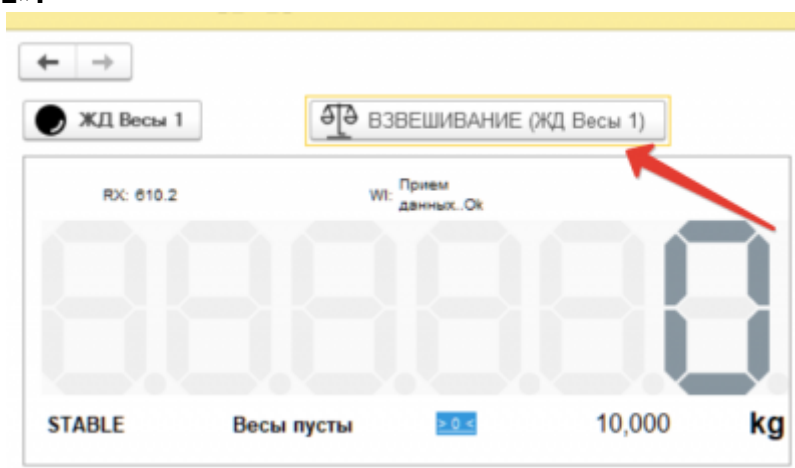 ЖД Весы 1
ВЗВЕШИВАНИЕ (ЖД Весы 1)
RX: 610.2
WI: Прием
данных..Ok
0
STABLE
Весы пусты
> 0 <
10,000
kg